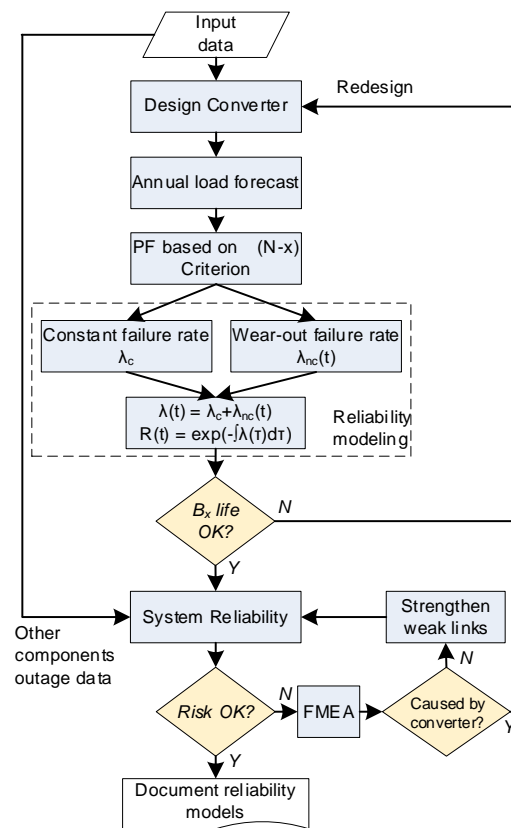 Input
data
Redesign
Design Converter
Annual load forecast
PF based on (N-x)
Criterion
Constant failure rate
λc
Wear-out failure rate
λnc(t)
λ(t) = λc+λnc(t)
R(t) = exp(-∫λ(τ)dτ)
Reliability
modeling
Bx life
OK?
N
Y
System Reliability
Strengthen
weak links
Other
components
outage data
N
Risk OK?
N
FMEA
Caused by
converter?
Y
Y
Document reliability
models